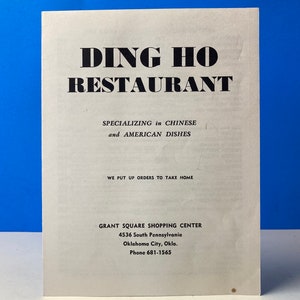 DING HO
RESTAURANT
SPECIALIZING in CHINESE
and AMERICAN DISHES
WE PUT UP ORDERS TO TAKE HOME
GRANT SQUARE SHOPPING CENTER
4536 South Pennsylvania
Oklahoma City, Okla.
Phone 681-1565